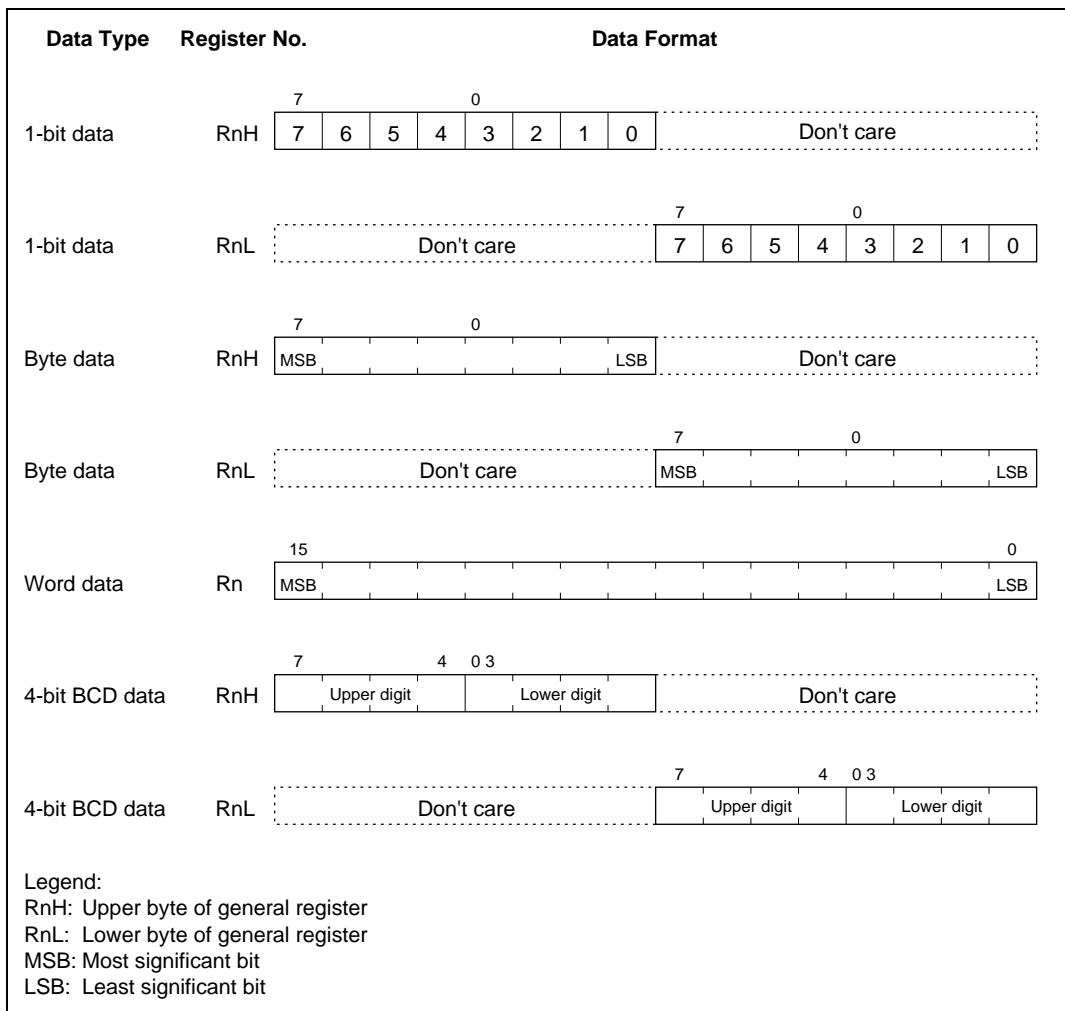 Data Type Register No. Data Format
7 0
1-bit data RnH 7 6 5 4 3 2 1 0 Don't care
7 0
1-bit data RnL Don't care 7 6 5 4 3 2 1 0
7 0
Byte data RnH MSB LSB Don't care
7 0
Byte data RnL Don't care MSB LSB
15 0
Word data Rn MSB LSB
7 4 0 3
4-bit BCD data RnH Upper digit Lower digit Don't care
7 4 0 3
4-bit BCD data RnL Don't care Upper digit Lower digit
Legend:
RnH: Upper byte of general register
RnL: Lower byte of general register
MSB: Most significant bit
LSB: Least significant bit